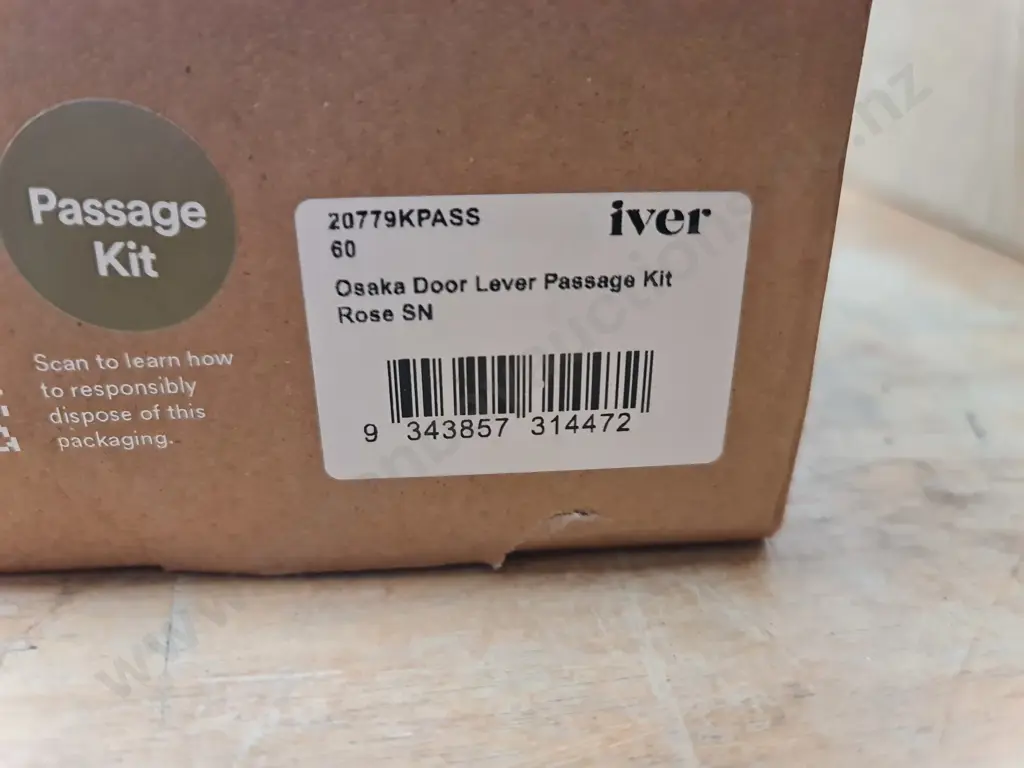 Passage
Kit
Scan to learn how
to responsibly
dispose of this
packaging.
20779KPASS
60
iver
Osaka Door Lever Passage Kit
Rose SN
9 343857 314472